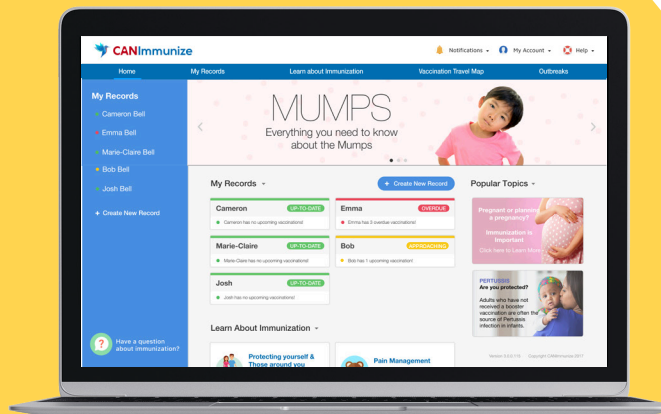 CANImmunize
Notifications
My Account
Help
Home
My Records
Learn about Immunization
Vaccination Travel Map
Outbreaks
My Records
Cameron Bell
Emma Bell
Marie-Claire Bell
Bob Bell
Josh Bell
+ Create New Record
Have a question
about immunization?
MUMPS
Everything you need to know
about the Mumps
My Records
+ Create New Record
Cameron
UP-TO-DATE
Cameron has no upcoming vaccinations!
Emma
OVERDUE
Emma has 3 overdue vaccinations!
Marie-Claire
UP-TO-DATE
Marie-Claire has no upcoming vaccinations!
Bob
APPROACHING
Bob has 1 upcoming vaccination!
Josh
UP-TO-DATE
Josh has no upcoming vaccinations!
Learn About Immunization
Protecting yourself &
Those around you
Pain Management
Popular Topics
Pregnant or planning
a pregnancy?
Immunization is
Important
Click here to Learn More
PERTUSSIS
Are you protected?
Adults who have not
received a booster
vaccination are often the
source of Pertussis
infection in infants.
Copyright CANImmunize 2017